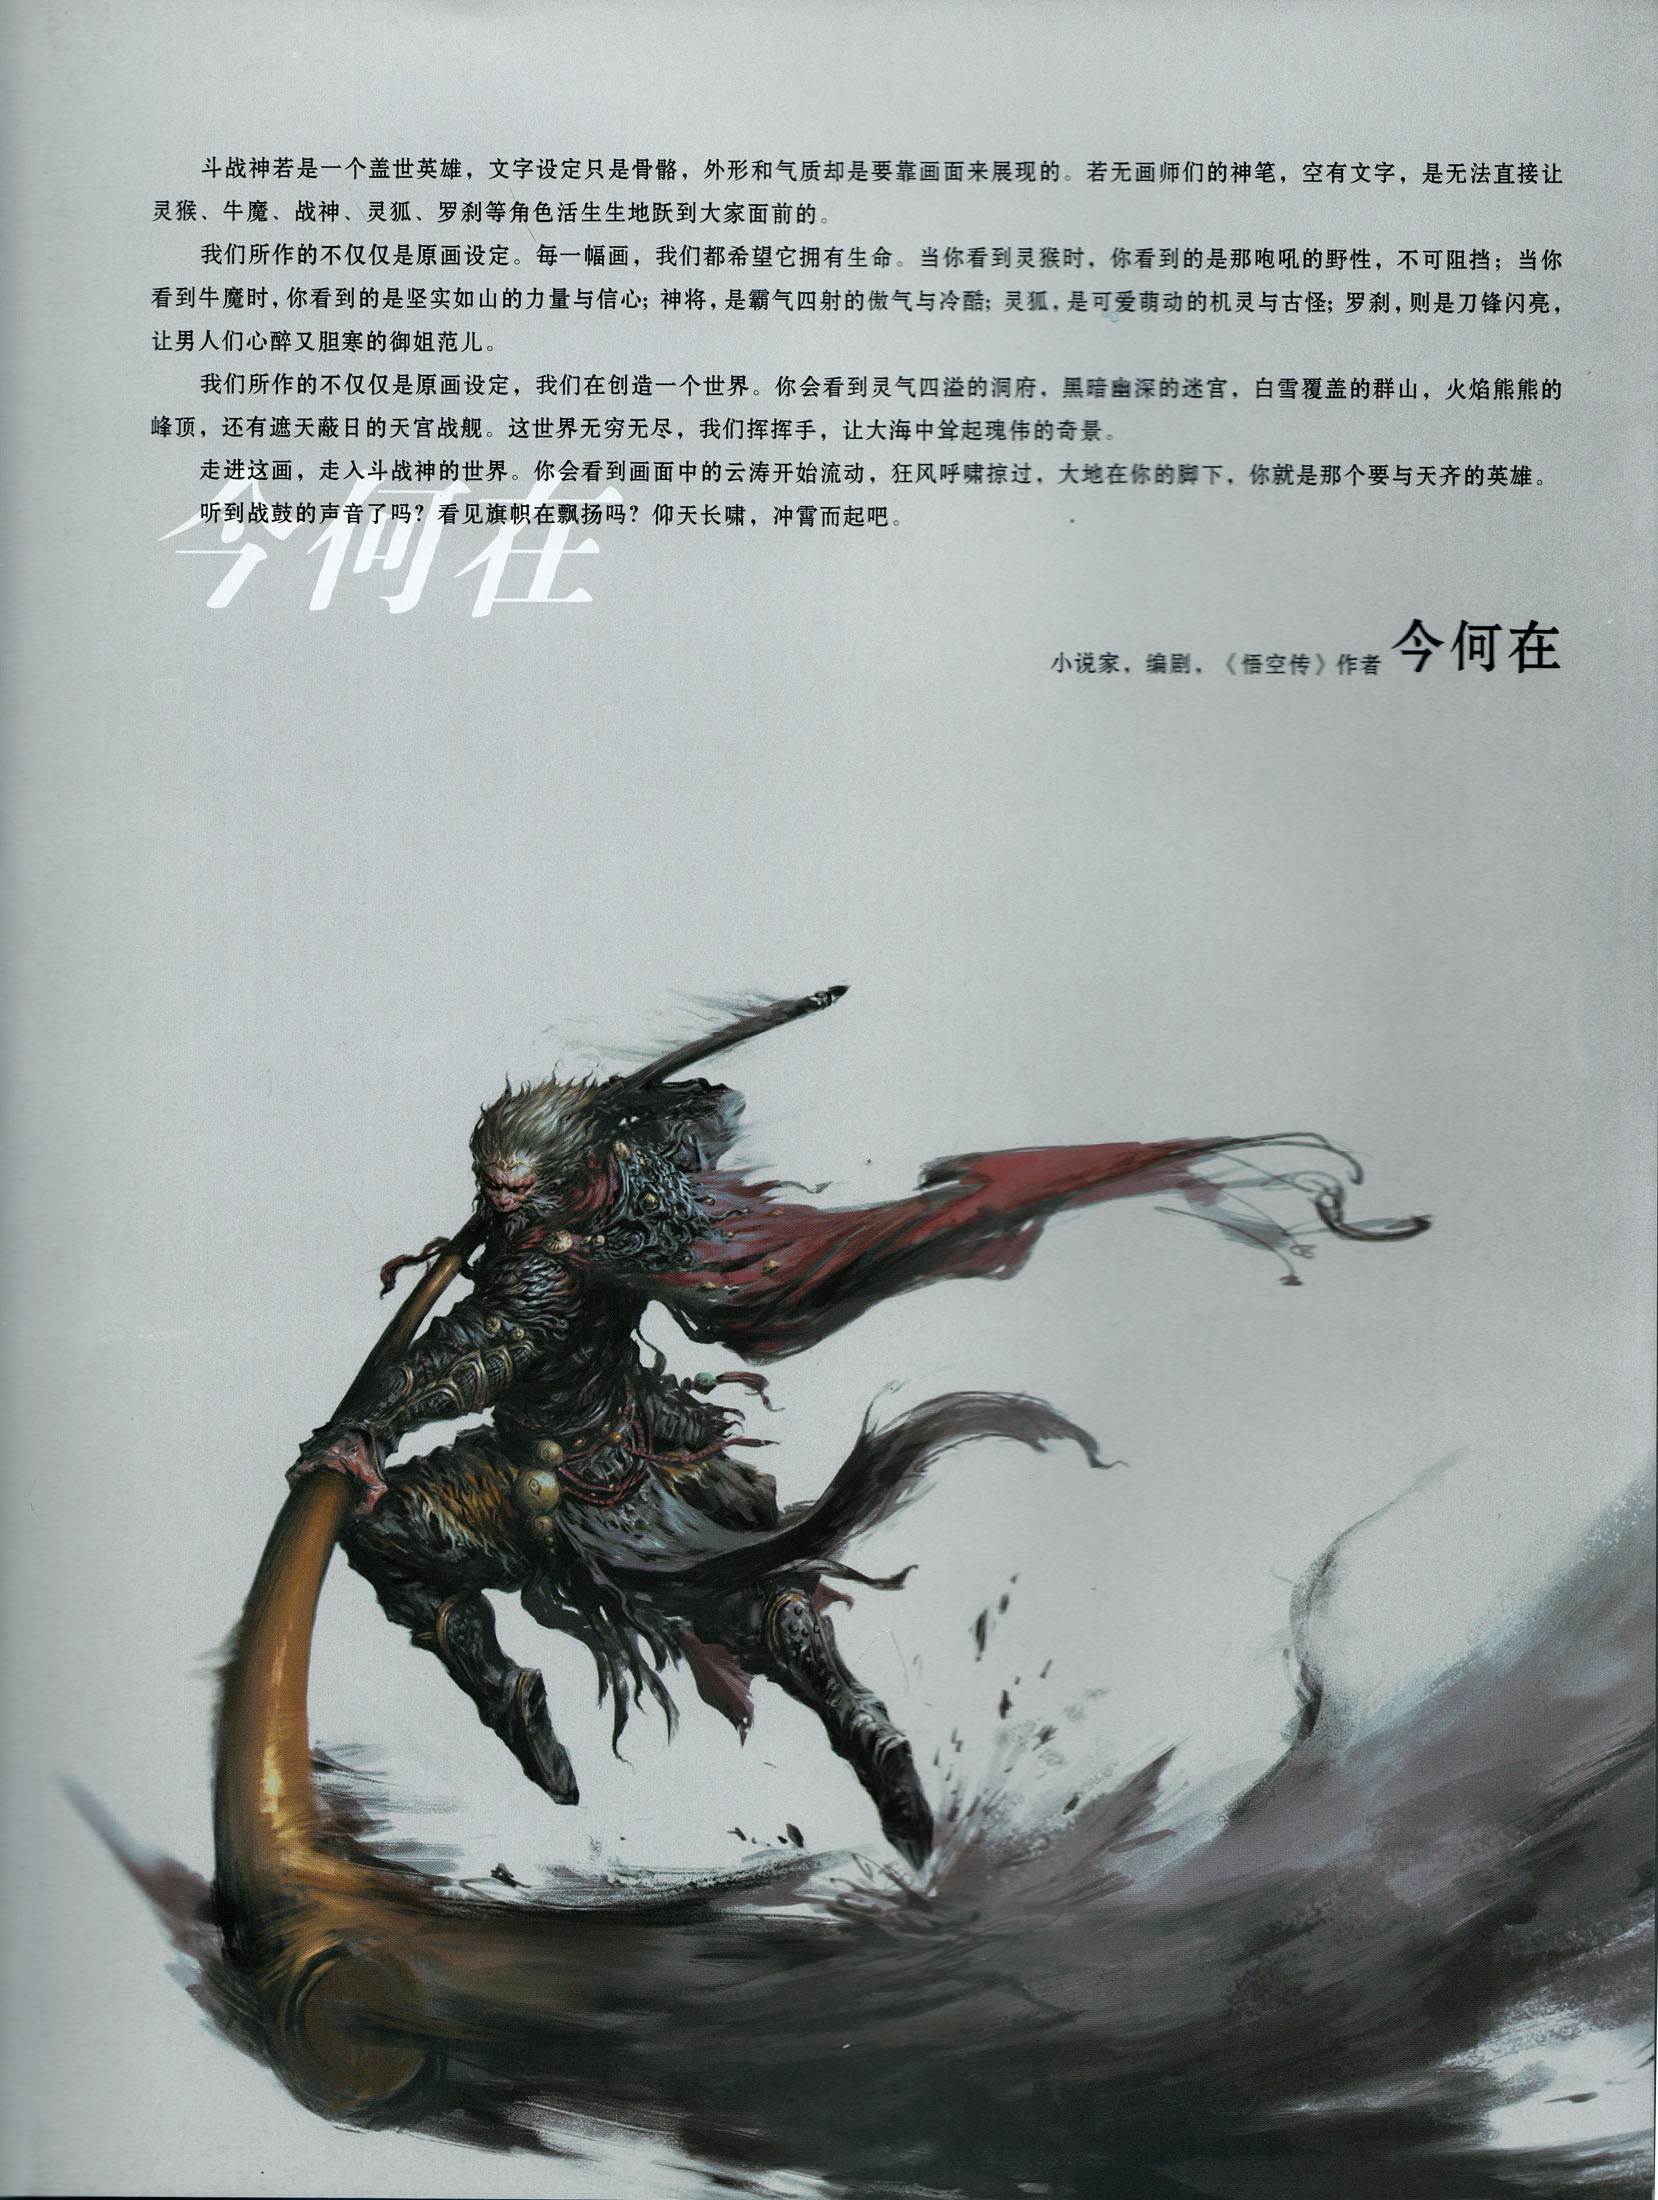 斗战神若是一个盖世英雄，文字设定只是骨骼，外形和气质却是要靠画面来展现的。若无画师们的神笔，空有文字，是无法直接让
灵猴、牛魔、战神、灵狐、罗刹等角色活生生地跃到大家面前的。
我们所作的不仅仅是原画设定。每一幅画，我们都希望它拥有生命。当你看到灵猴时，你看到的是那咆吼的野性，不可阻挡；当你
看到牛魔时，你看到的是坚实如山的力量与信心；神将，是霸气四射的傲气与冷酷；灵狐，是可爱萌动的机灵与古怪；罗刹，则是刀锋闪亮，
让男人们心醉又胆寒的御姐范儿。
我们所作的不仅仅是原画设定，我们在创造一个世界。你会看到灵气四溢的洞府，黑暗幽深的迷宫，白雪覆盖的群山，火焰熊熊的
峰顶，还有遮天蔽日的天宫战舰。这世界无穷无尽，我们挥挥手，让大海中耸起瑰伟的奇景。
走进这画，走入斗战神的世界。你会看到画面中的云涛开始流动，狂风呼啸掠过，大地在你的脚下，你就是那个要与天齐的英雄。
听到战鼓的声音了吗？看见旗帜在飘扬吗？仰天长啸，冲霄而起吧。
今何在
小说家，编剧，《悟空传》作者 今何在